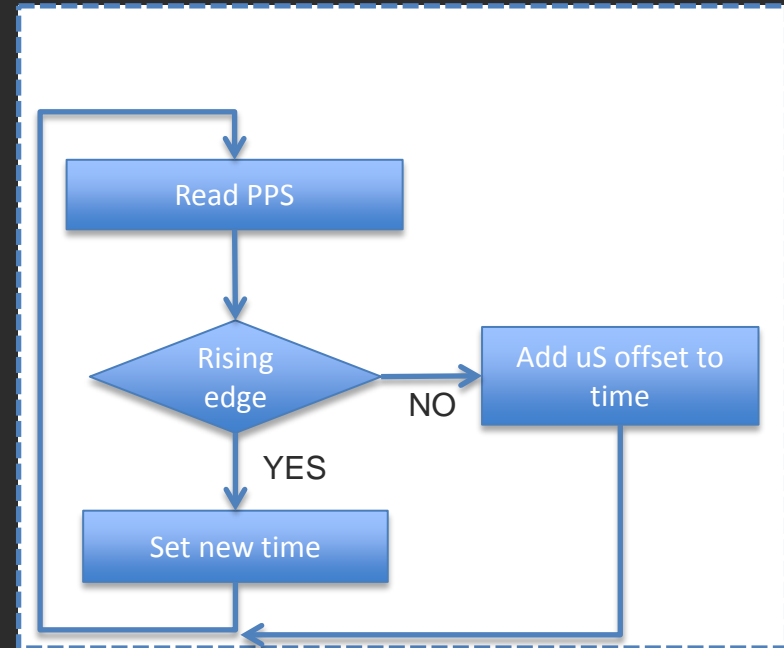 Read PPS
Rising
edge
NO
Add uS offset to
time
YES
Set new time